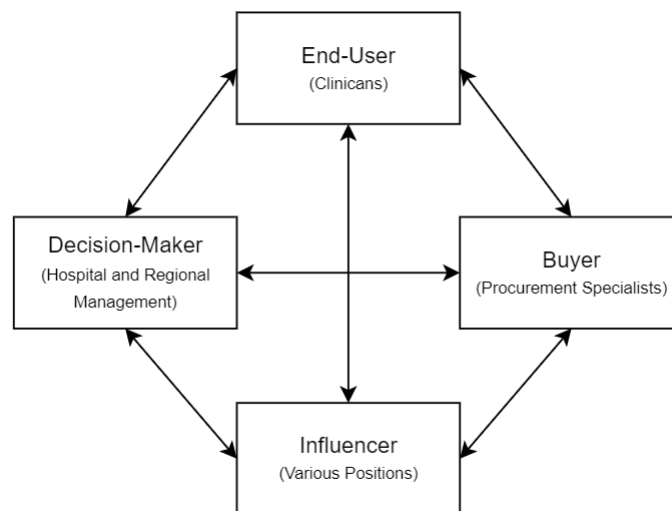 End-User
(Clinicans)
Decision-Maker
(Hospital and Regional
Management)
Buyer
(Procurement Specialists)
Influencer
(Various Positions)